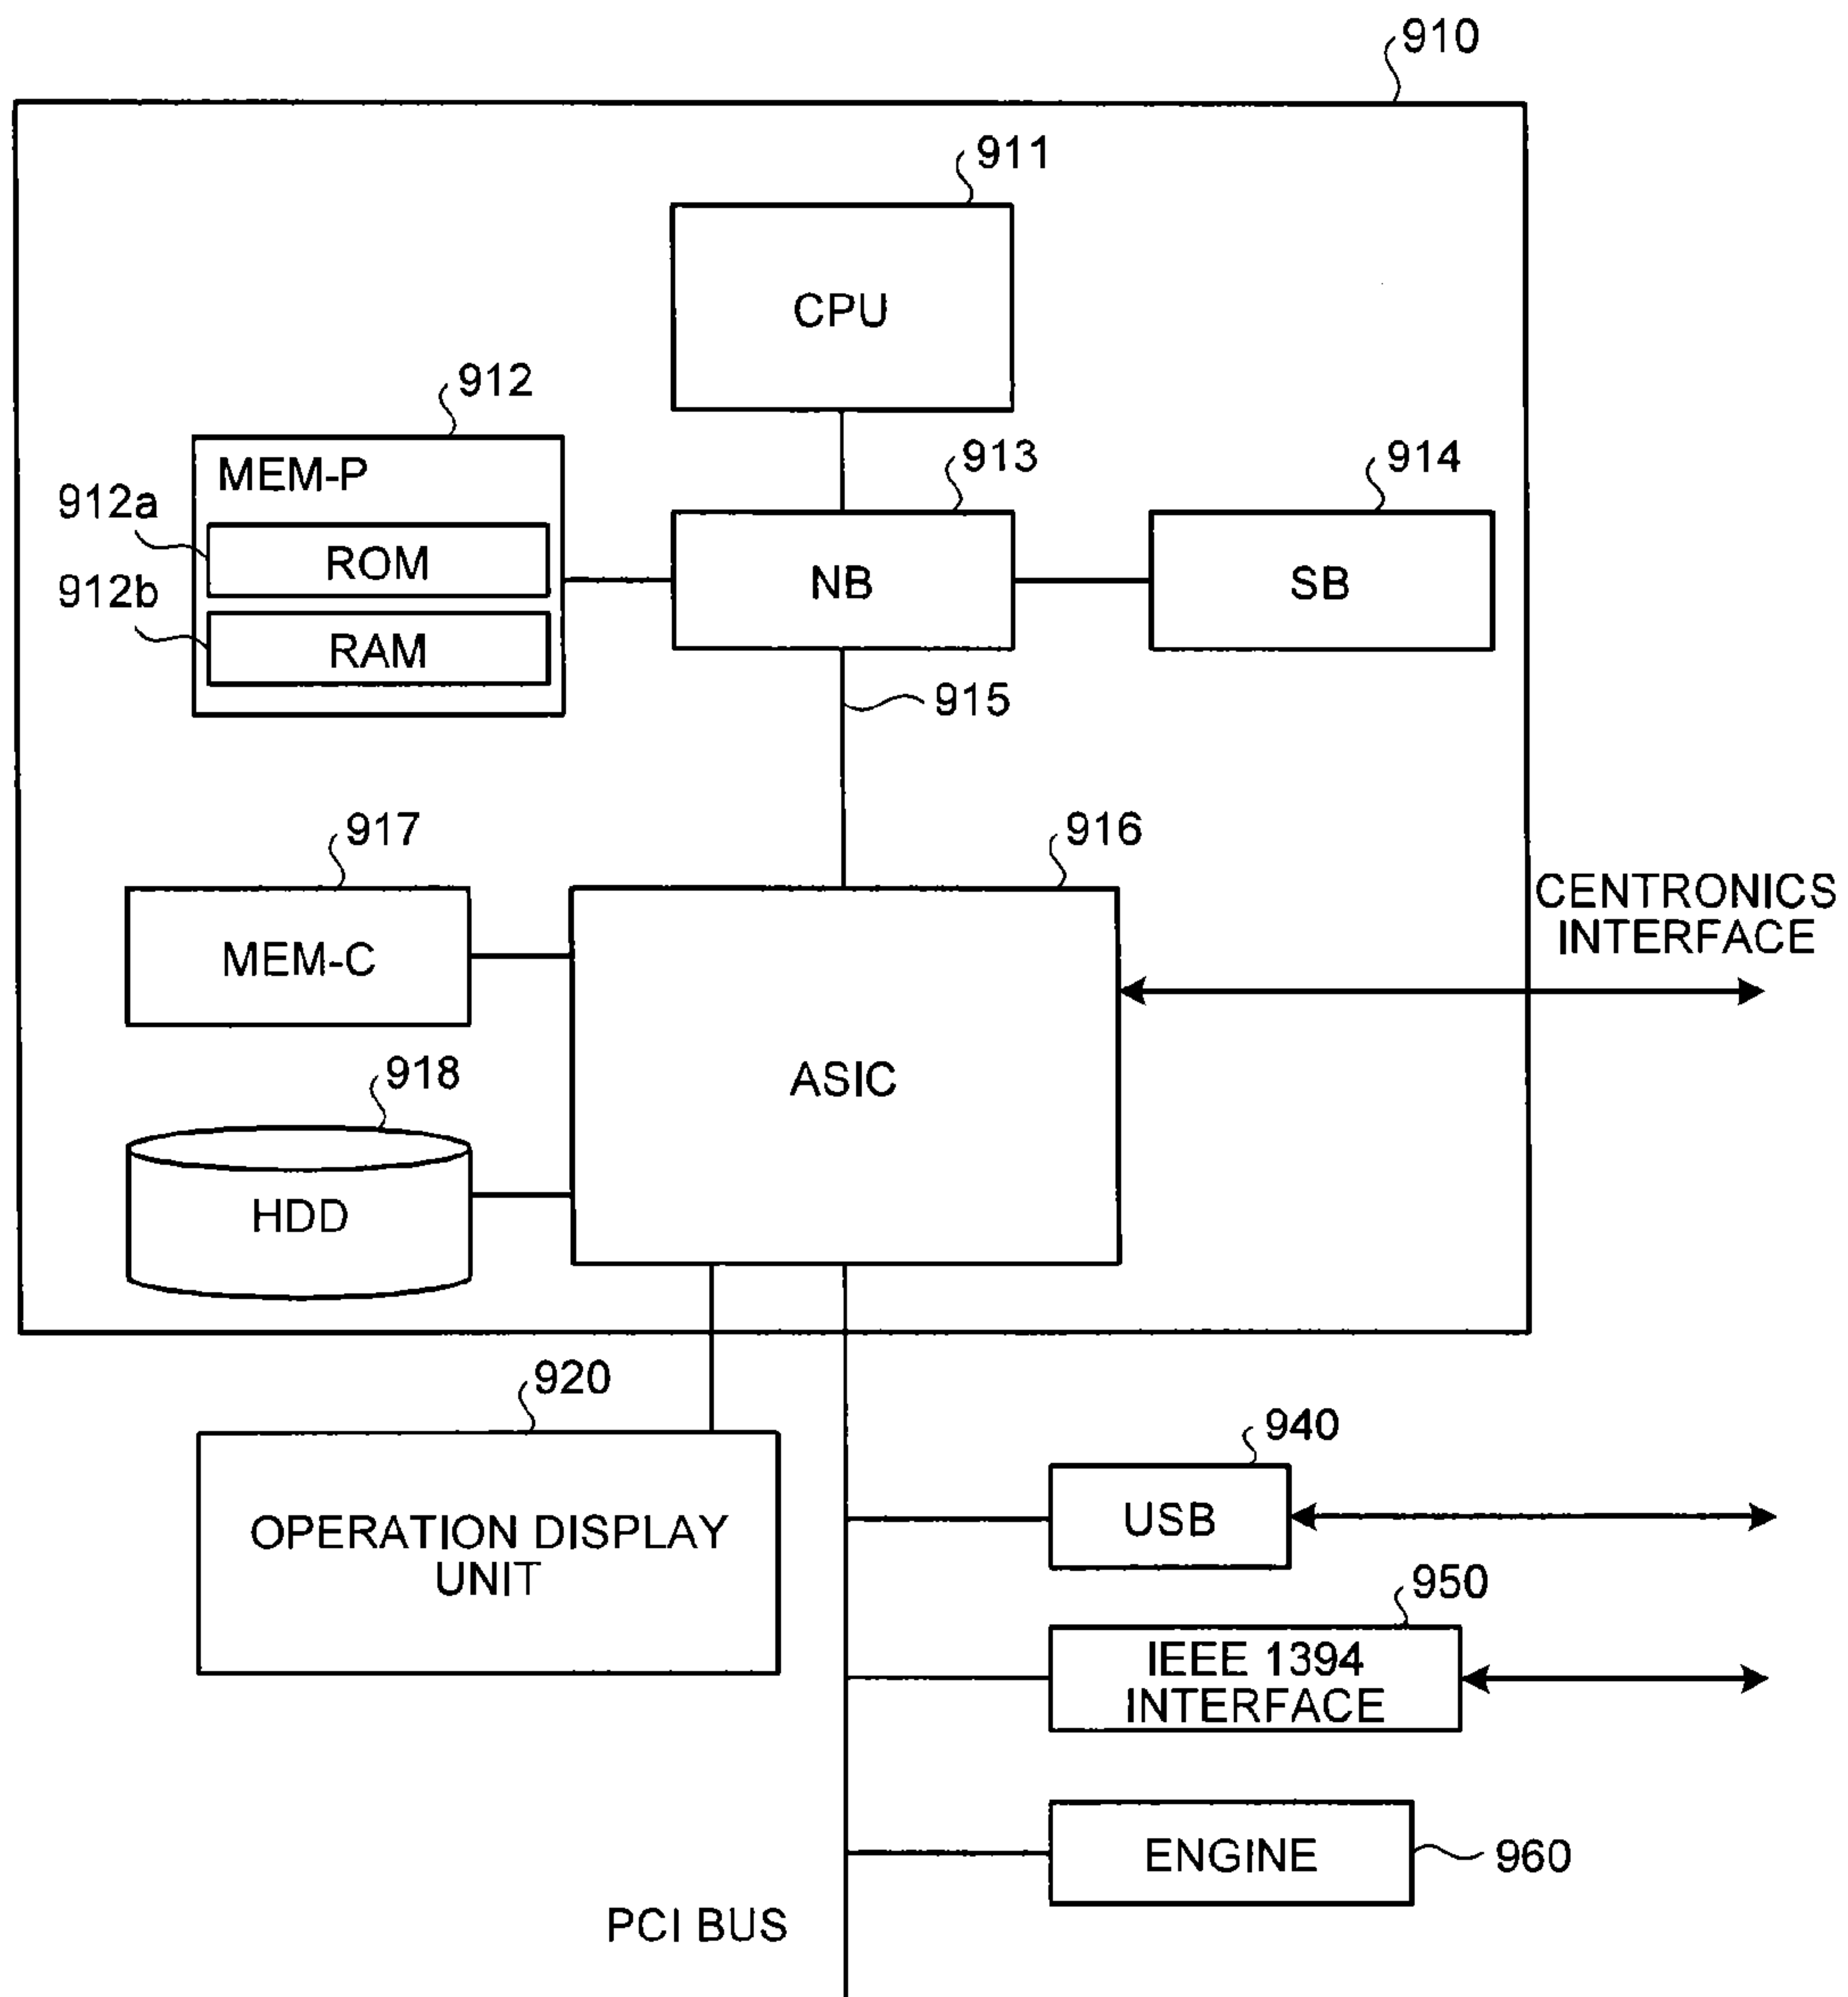 910
911
CPU
912
MEM-P
912a
ROM
912b
RAM
913
NB
914
SB
915
917
MEM-C
916
ASIC
CENTRONICS
INTERFACE
918
HDD
920
OPERATION DISPLAY
UNIT
940
USB
950
IEEE 1394
INTERFACE
ENGINE
960
PCI BUS